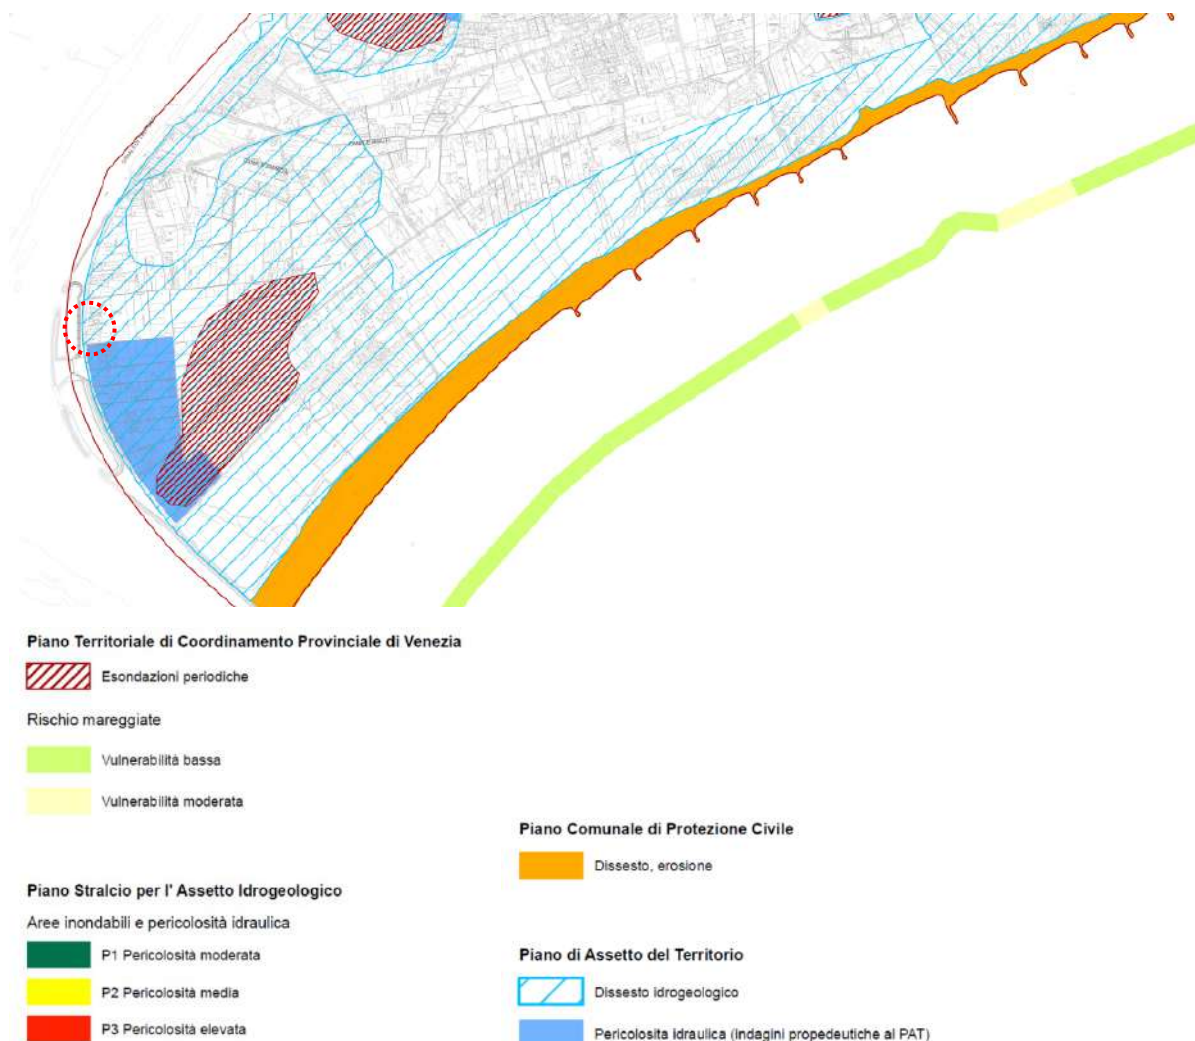 Piano Territoriale di Coordinamento Provinciale di Venezia
Esondazioni periodiche
Rischio mareggiate
Vulnerabilità bassa
Vulnerabilità moderata
Piano Comunale di Protezione Civile
Dissesto, erosione
Piano Stralcio per l' Assetto Idrogeologico
Aree inondabili e pericolosità idraulica
P1 Pericolosità moderata
P2 Pericolosità media
P3 Pericolosità elevata
Piano di Assetto del Territorio
Dissesto idrogeologico
Pericolosita idraulica (indagini propedeutiche al PAT)